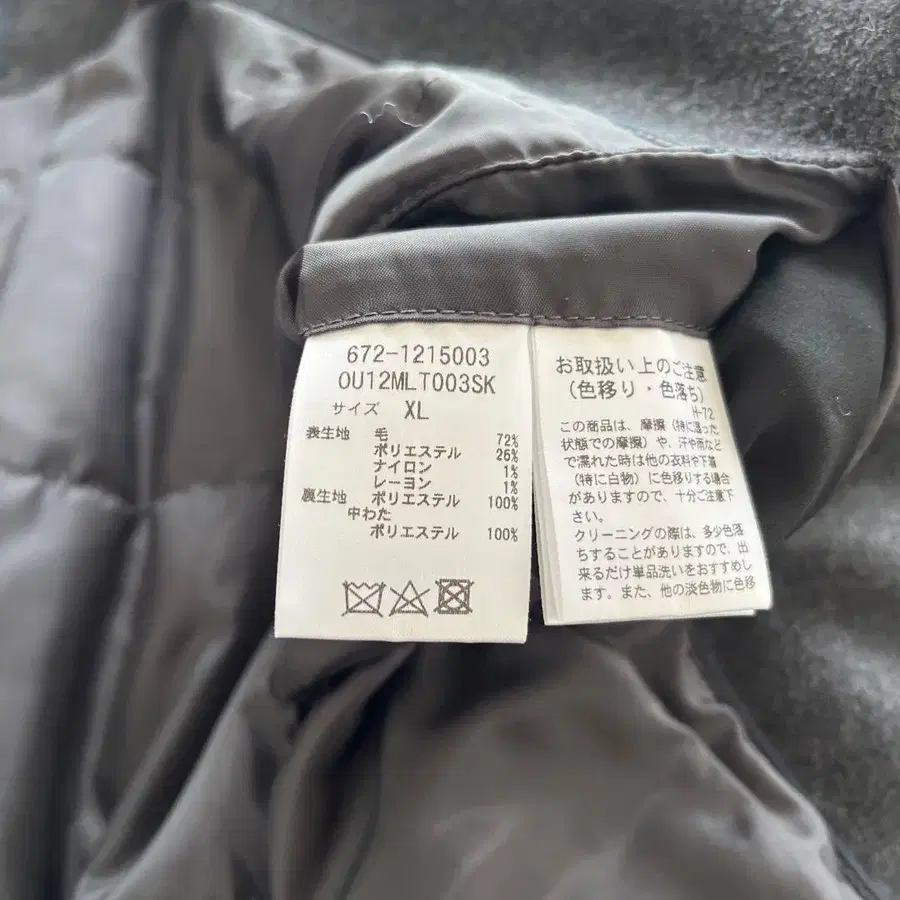 672-1215003
OU12MLT003SK
サイズ XL
表生地 毛 72%
ポリエステル 26%
ナイロン 1%
レーヨン 1%
裏生地 ポリエステル 100%
中わた
ポリエステル 100%
お取扱い上のご注意
(色移り・色落ち)
H-72
この商品は、摩擦(特に湿った
状態での摩擦)や、汗や雨など
で濡れた時は他の衣料や下着
(特に白物)に色移りする場合
がありますので、十分ご注意下
さい。
クリーニングの際は、多少色落
ちすることがありますので、出
来るだけ単品洗いをおすすめしま
す。また、他の淡色物に色移